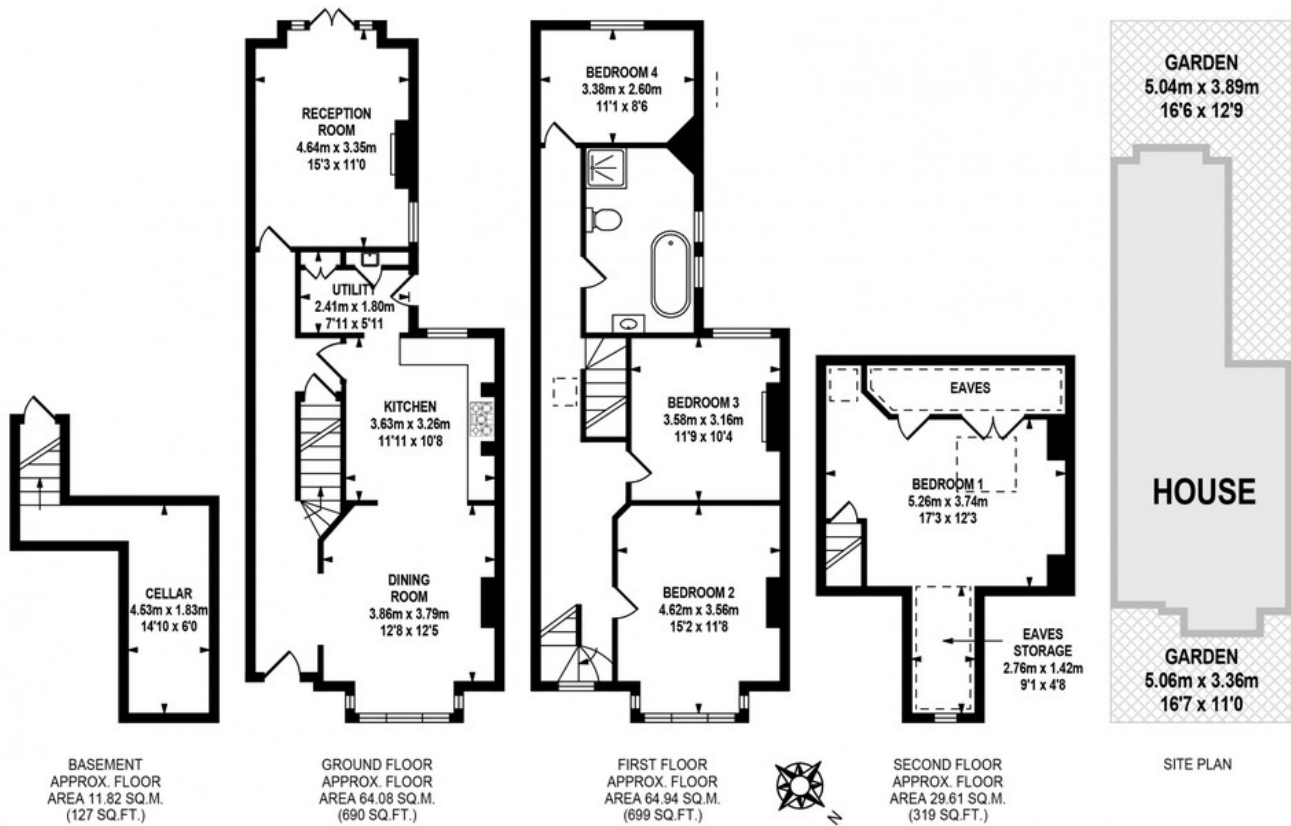 CELLAR
4.53m x 1.83m
14'10 x 6'0
BASEMENT
APPROX. FLOOR
AREA 11.82 SQ.M.
(127 SQ.FT.)
RECEPTION
ROOM
4.64m x 3.35m
15'3 x 11'0
UTILITY
2.41m x 1.80m
7'11 x 5'11
KITCHEN
3.63m x 3.26m
11'11 x 10'8
DINING
ROOM
3.86m x 3.79m
12'8 x 12'5
GROUND FLOOR
APPROX. FLOOR
AREA 64.08 SQ.M.
(690 SQ.FT.)
BEDROOM 4
3.38m x 2.60m
11'1 x 8'6
BEDROOM 3
3.58m x 3.16m
11'9 x 10'4
BEDROOM 2
4.62m x 3.56m
15'2 x 11'8
FIRST FLOOR
APPROX. FLOOR
AREA 64.94 SQ.M.
(699 SQ.FT.)
N
EAVES
BEDROOM 1
5.26m x 3.74m
17'3 x 12'3
EAVES
STORAGE
2.76m x 1.42m
9'1 x 4'8
SECOND FLOOR
APPROX. FLOOR
AREA 29.61 SQ.M.
(319 SQ.FT.)
GARDEN
5.04m x 3.89m
16'6 x 12'9
HOUSE
GARDEN
5.06m x 3.36m
16'7 x 11'0
SITE PLAN